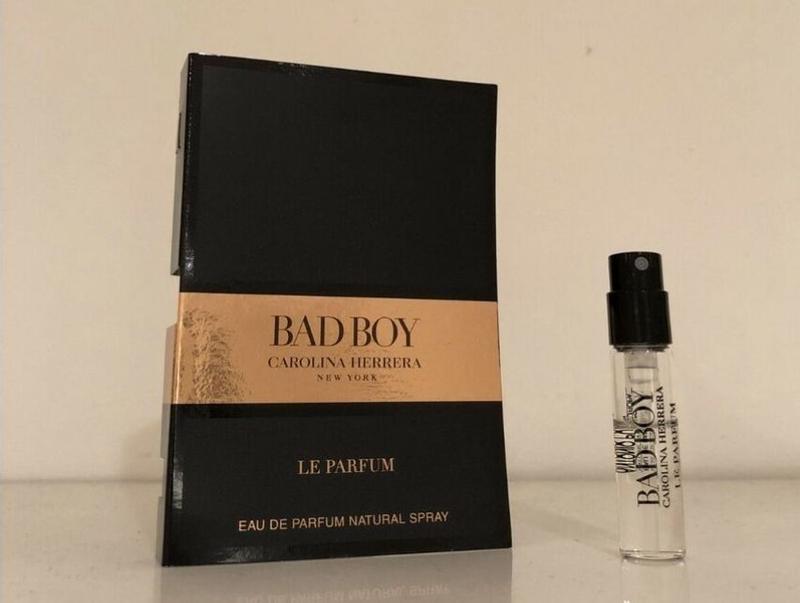 BAD BOY
CAROLINA HERRERA
NEW YORK
LE PARFUM
EAU DE PARFUM NATURAL SPRAY
BAD BOY
CAROLINA HERRERA
LE PARFUM